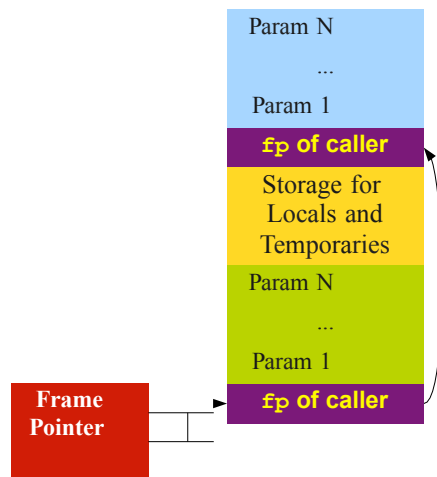 Param N
...
Param 1
fp of caller
Storage for
Locals and
Temporaries
Param N
...
Param 1
fp of caller
Frame
Pointer